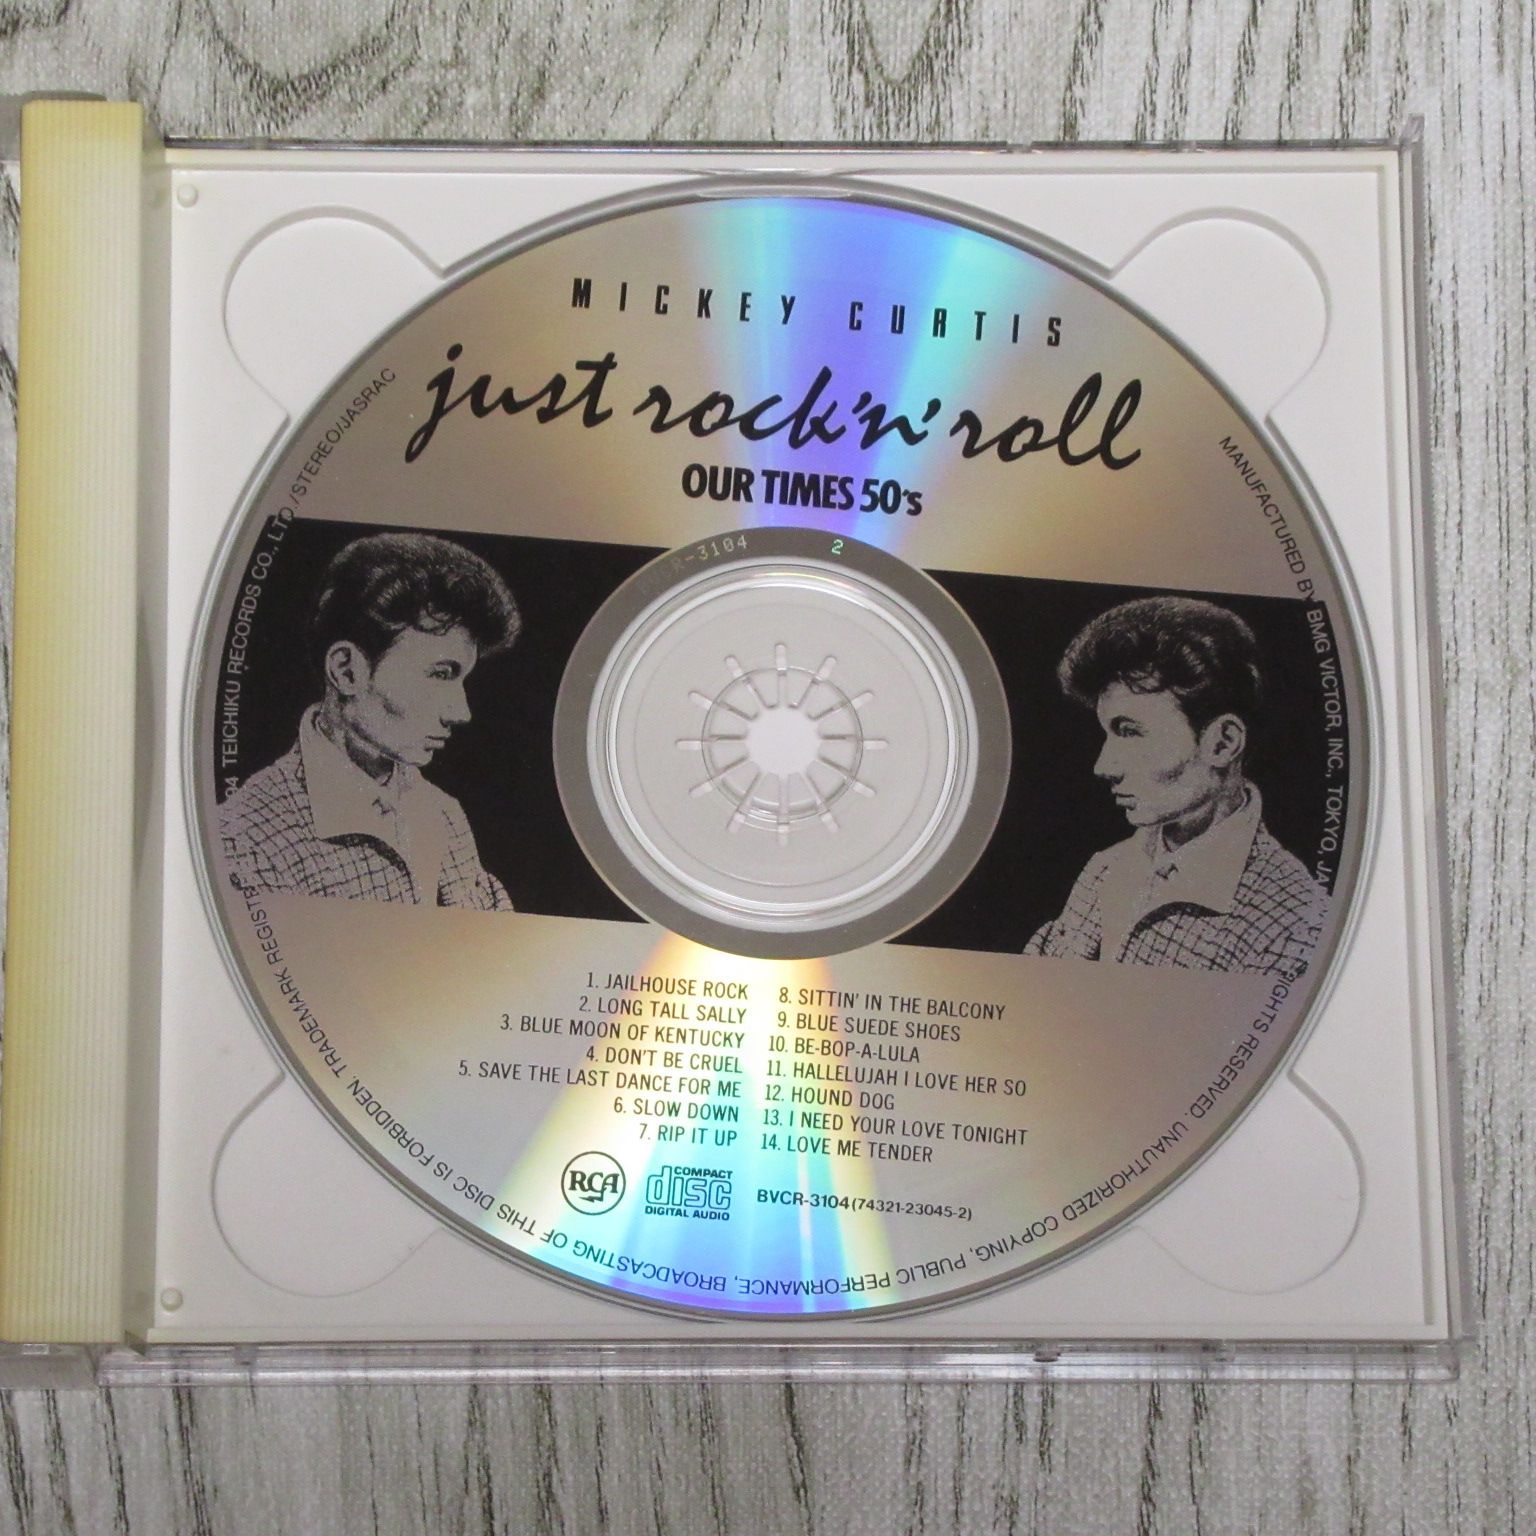 MICKEY CURTIS
just rock'n'roll
OUR TIMES 50's
TEICHIKU RECORDS CO., LTD./STEREO/JASRAC
MANUFACTURED BY BMG VICTOR, INC., TOKYO,
-3104 2
1. JAILHOUSE ROCK
2. LONG TALL SALLY
3. BLUE MOON OF KENTUCKY
4. DON'T BE CRUEL
5. SAVE THE LAST DANCE FOR ME
6. SLOW DOWN
7. RIP IT UP
8. SITTIN' IN THE BALCONY
9. BLUE SUEDE SHOES
10. BE-BOP-A-LULA
11. HALLELUJAH I LOVE HER SO
12. HOUND DOG
13. I NEED YOUR LOVE TONIGHT
14. LOVE ME TENDER
RCA
COMPACT
disc
DIGITAL AUDIO
BVCR-3104(74321-23045-2)
RIGHTS RESERVED. UNAUTHORIZED COPYING, PUBLIC PERFORMANCE, BROADCASTING OF THIS DISC IS FORBIDDEN. TRADEMARK